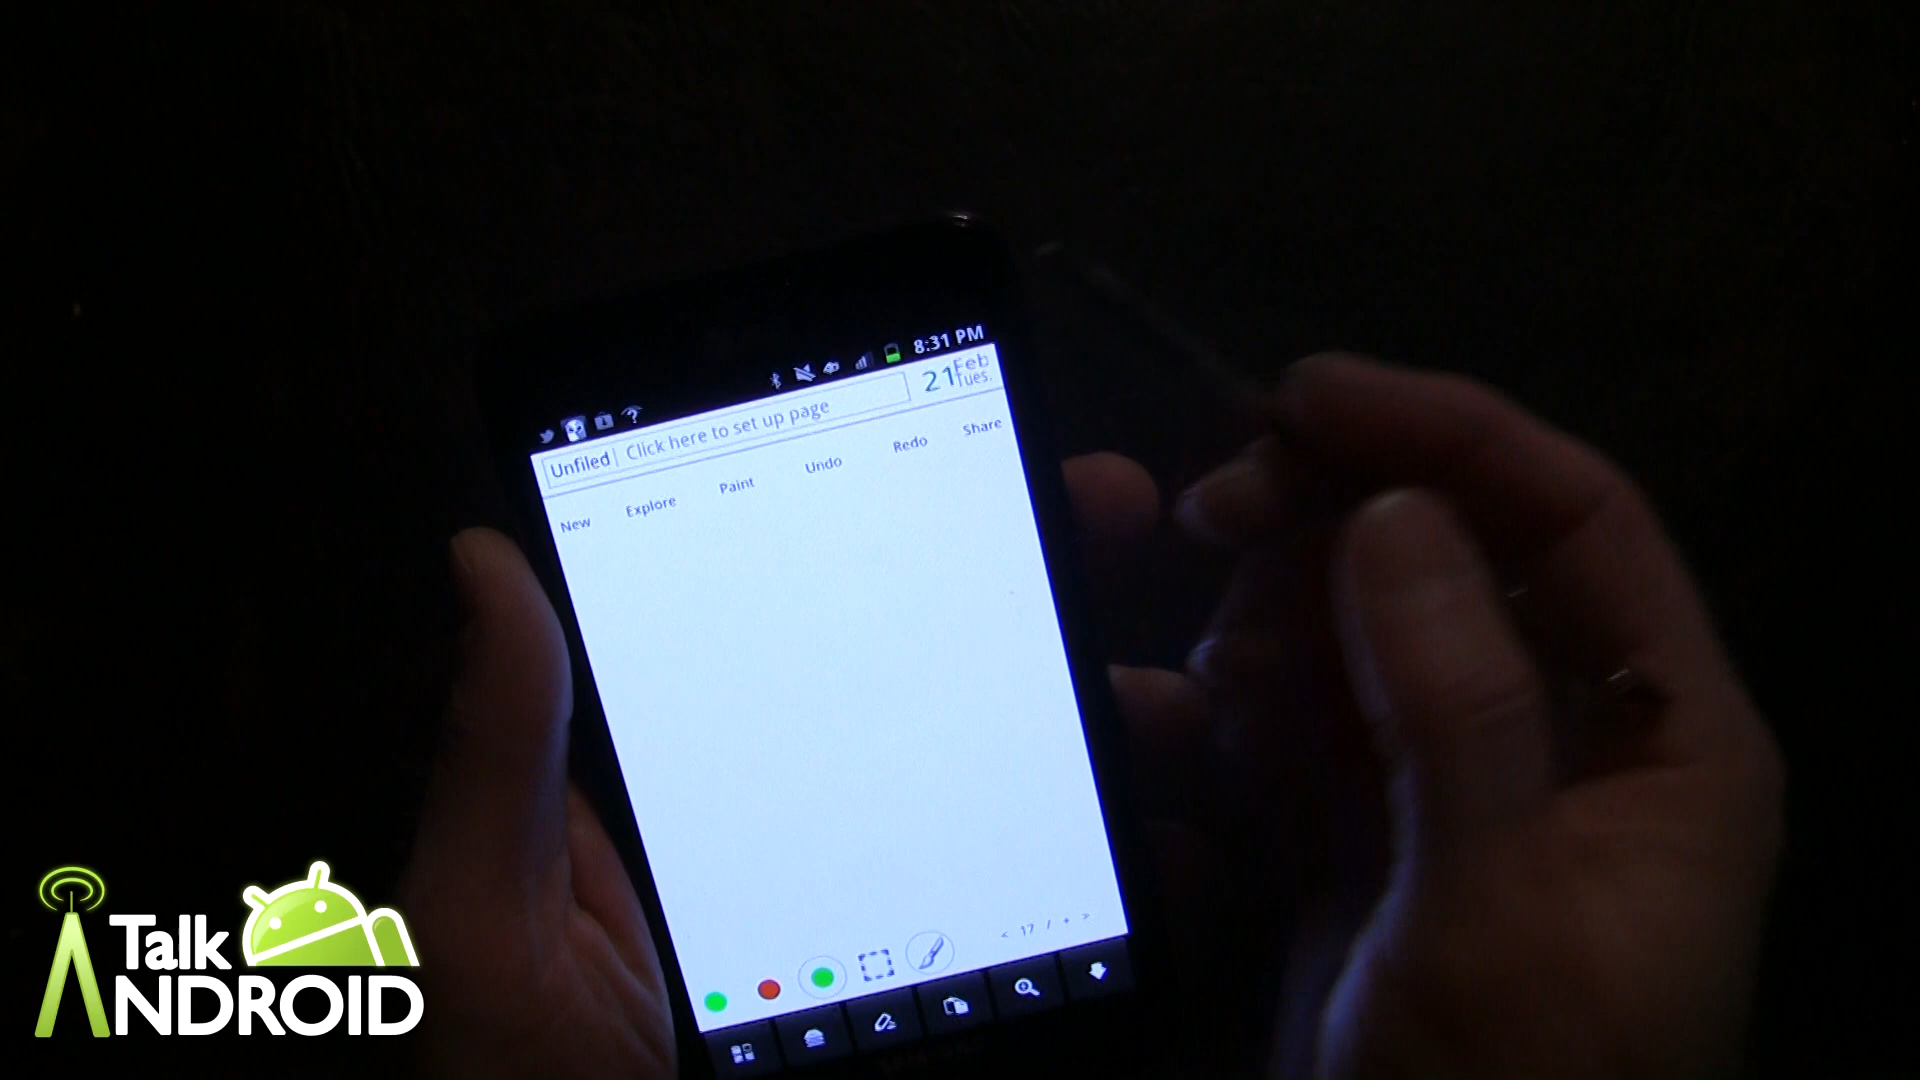 8:31 PM
Unfiled Click here to set up page
21 Feb
Tues.
New Explore Paint Undo Redo Share
< 17 / + >
Talk
ANDROID